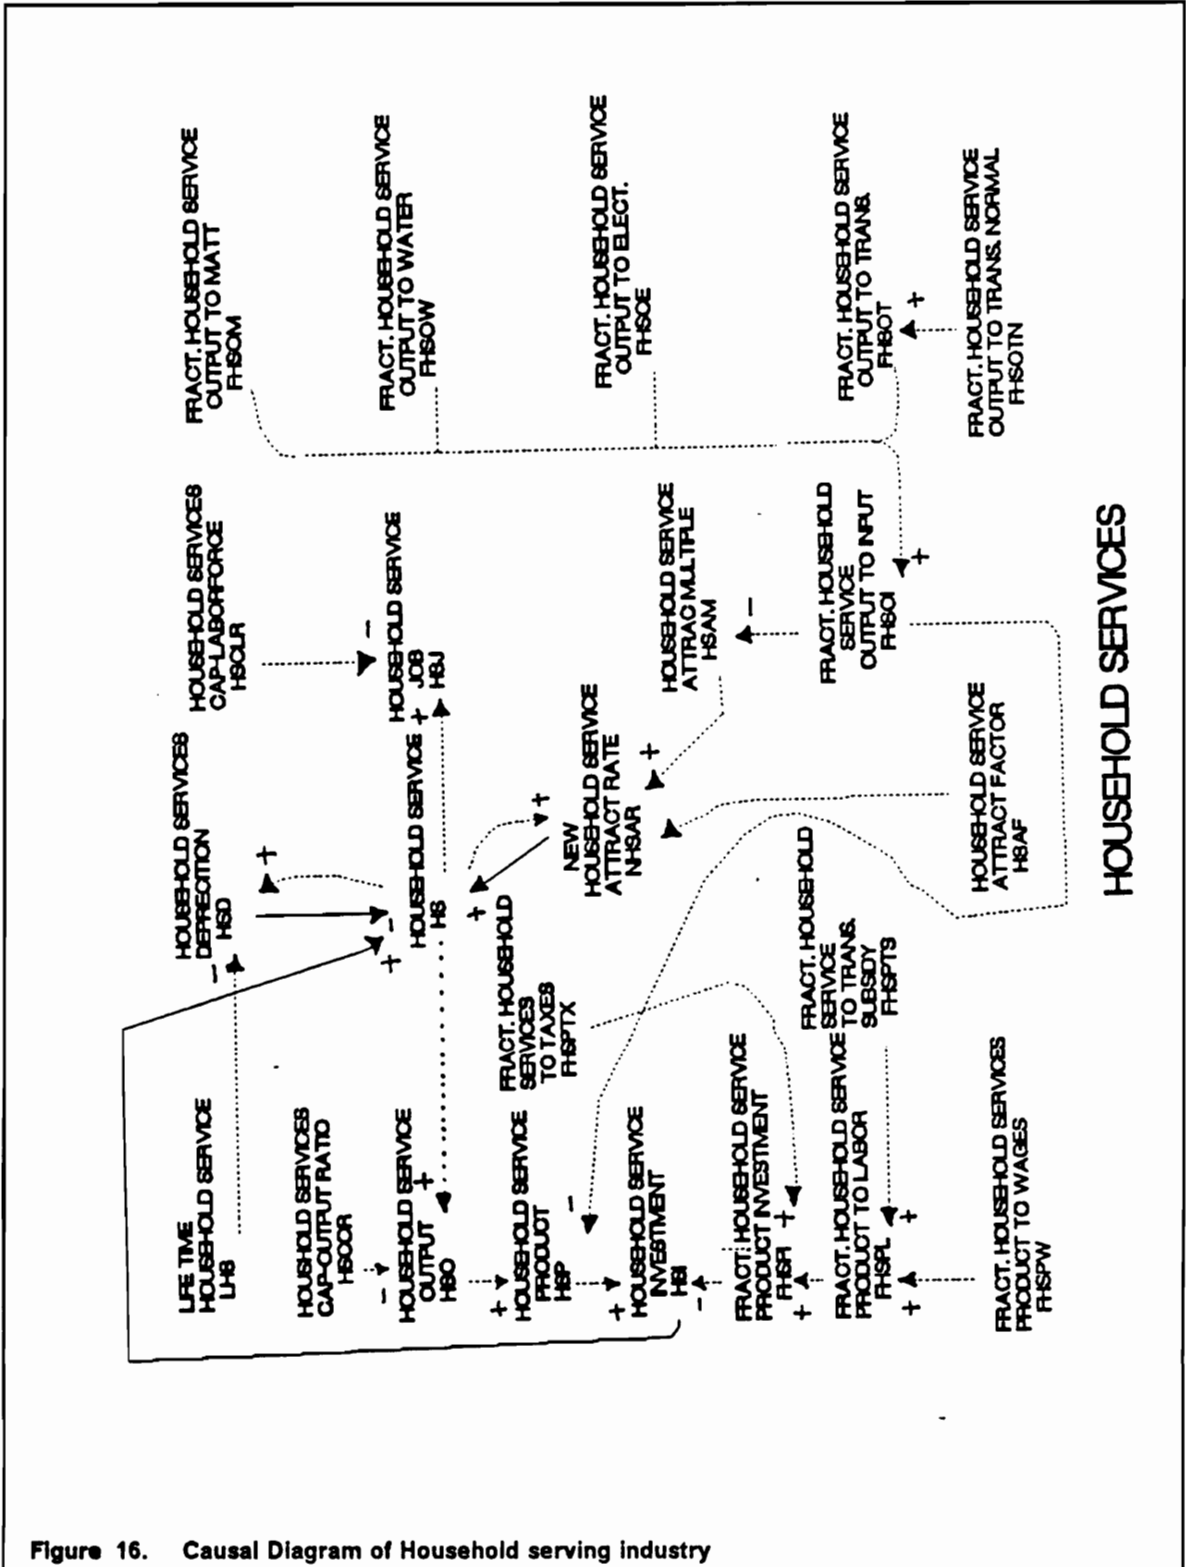 LIFE TIME
HOUSEHOLD SERVICE
LHS
HOUSEHOLD SERVICES
DEPRECITION
HSD
HOUSEHOLD SERVICES
CAP-LABORFORCE
HSCLR
FRACT. HOUSEHOLD SERVICE
OUTPUT TO MATT
FHSOM
HOUSHOLD SERVICES
CAP-OUTPUT RATIO
HSCOR
HOUSEHOLD SERVICE
OUTPUT
HSO
HOUSEHOLD SERVICE
HS
HOUSEHOLD SERVICE
JOB
HSJ
FRACT. HOUSEHOLD SERVICE
OUTPUT TO WATER
FHSOW
HOUSEHOLD SERVICE
PRODUCT
HSP
FRACT. HOUSEHOLD
SERVICES
TO TAXES
FHSPTX
NEW
HOUSEHOLD SERVICE
ATTRACT RATE
NHSAR
HOUSEHOLD SERVICE
ATTRAC MULTIPLE
HSAM
FRACT. HOUSEHOLD SERVICE
OUTPUT TO ELECT.
FHSOE
HOUSEHOLD SERVICE
INVESTMENT
HSI
FRACT. HOUSEHOLD SERVICE
PRODUCT INVESTMENT
FHSR
FRACT. HOUSEHOLD SERVICE
PRODUCT TO LABOR
FHSPL
FRACT. HOUSEHOLD
SERVICE
TO TRANS.
SUBSDY
FHSPTS
FRACT. HOUSEHOLD
SERVICE
OUTPUT TO INPUT
FHSOI
FRACT. HOUSEHOLD SERVICE
OUTPUT TO TRANS.
FHSOT
FRACT. HOUSEHOLD SERVICES
PRODUCT TO WAGES
FHSPW
HOUSEHOLD SERVICE
ATTRACT FACTOR
HSAF
FRACT. HOUSEHOLD SERVICE
OUTPUT TO TRANS. NORMAL
FHSOTN
HOUSEHOLD SERVICES
Figure 16. Causal Diagram of Household serving industry